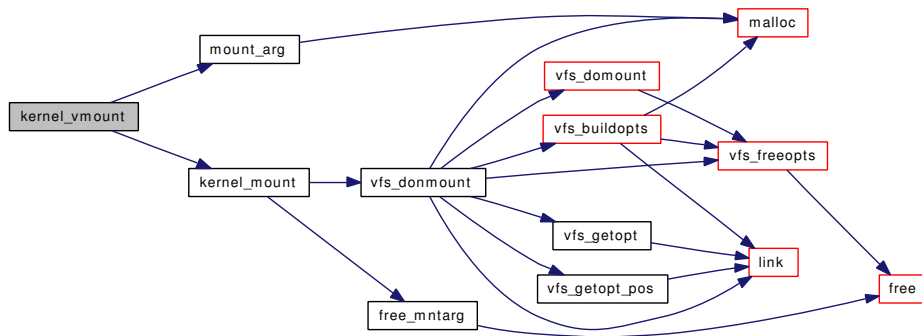 malloc
mount_arg
vfs_domount
kernel_vmount
vfs_buildopts
vfs_freeopts
kernel_mount
vfs_donmount
vfs_getopt
link
vfs_getopt_pos
free
free_mntarg